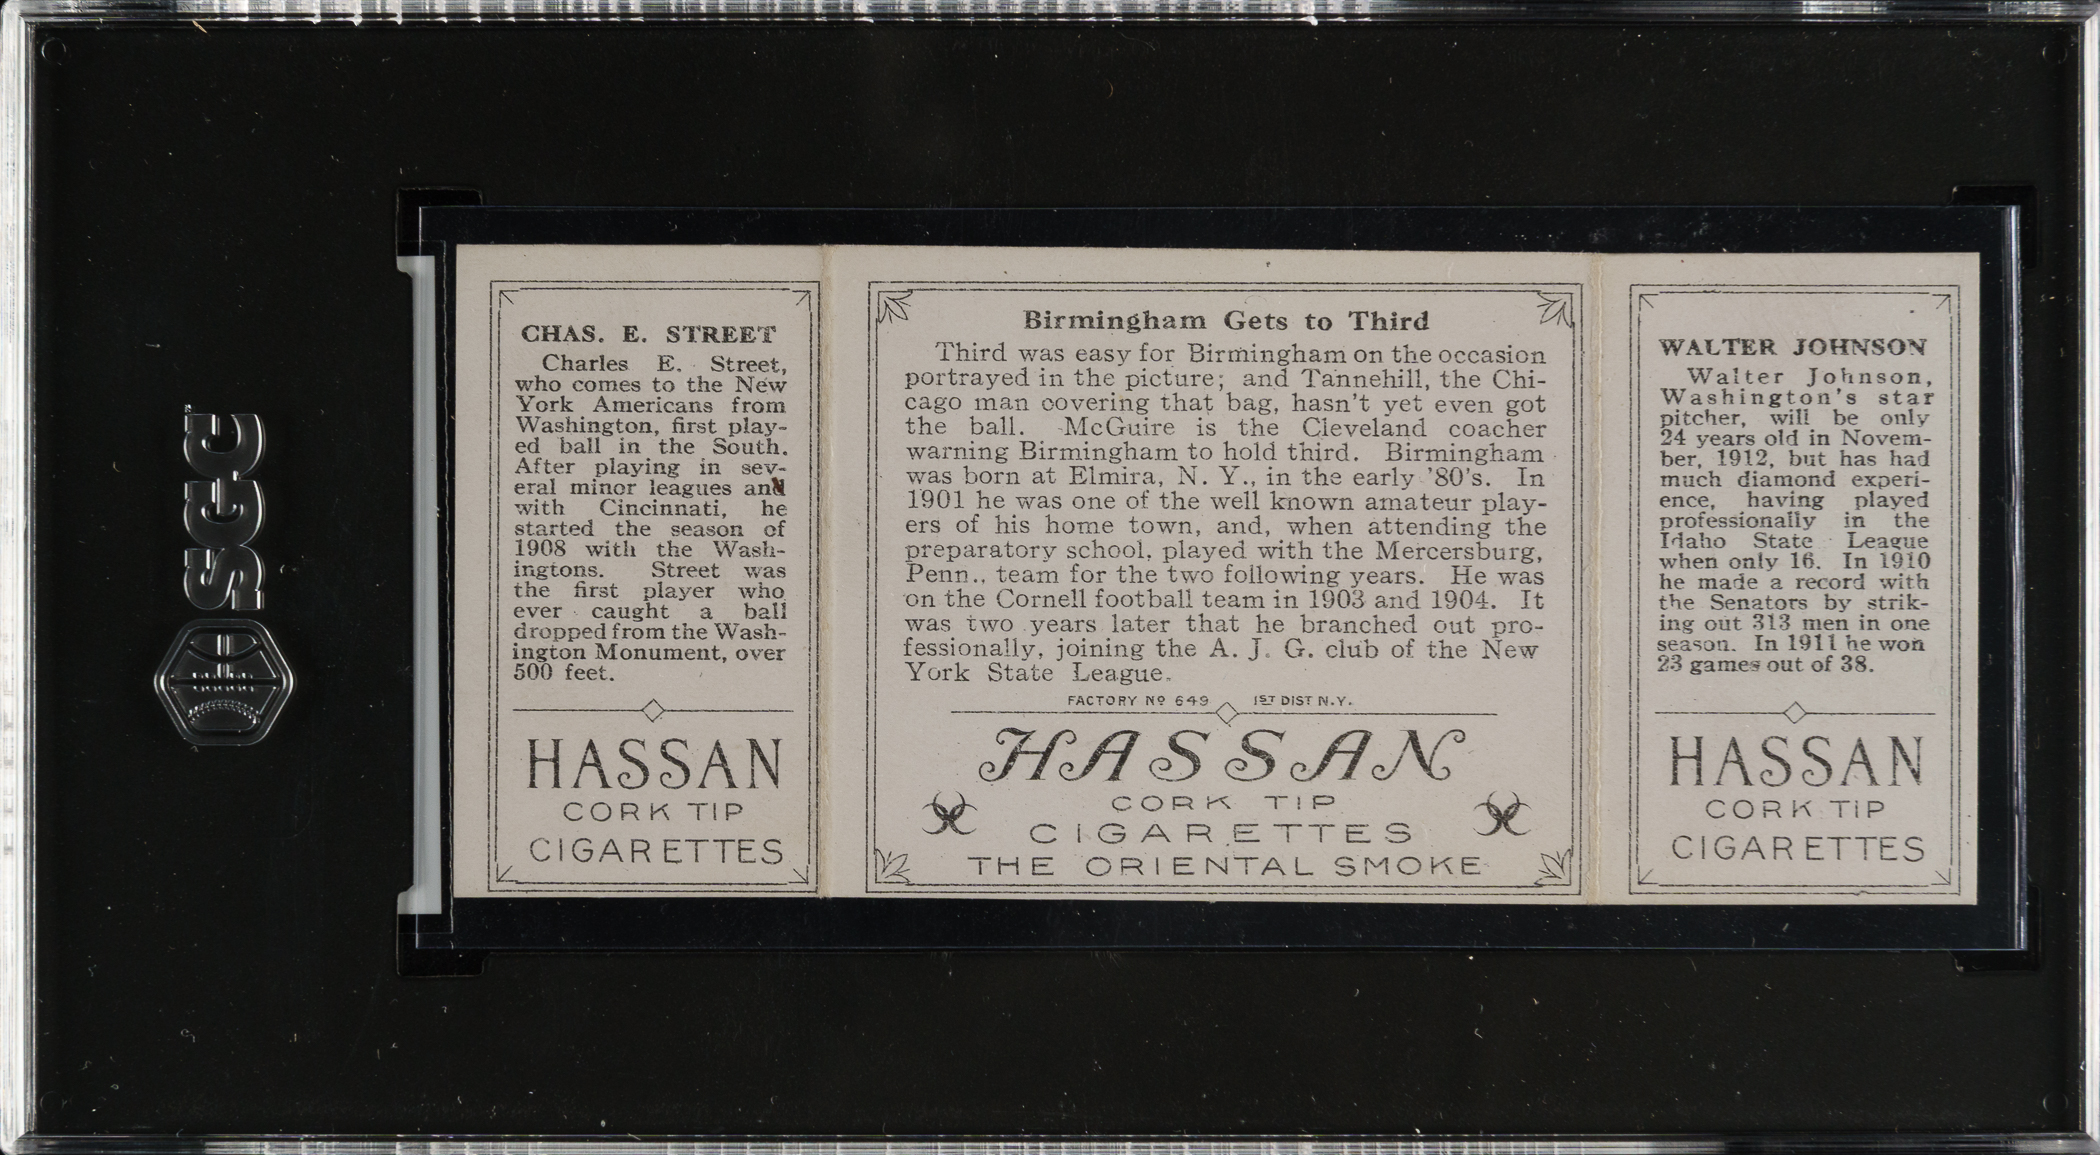 SGC
CHAS. E. STREET
Charles E. Street,
who comes to the New
York Americans from
Washington, first play-
ed ball in the South.
After playing in sev-
eral minor leagues and
with Cincinnati, he
started the season of
1908 with the Wash-
ingtons. Street was
the first player who
ever caught a ball
dropped from the Wash-
ington Monument, over
500 feet.
HASSAN
CORK TIP
CIGARETTES
Birmingham Gets to Third
Third was easy for Birmingham on the occasion
portrayed in the picture; and Tannehill, the Chi-
cago man covering that bag, hasn't yet even got
the ball. McGuire is the Cleveland coacher
warning Birmingham to hold third. Birmingham
was born at Elmira, N. Y., in the early '80's. In
1901 he was one of the well known amateur play-
ers of his home town, and, when attending the
preparatory school, played with the Mercersburg,
Penn., team for the two following years. He was
on the Cornell football team in 1903 and 1904. It
was two years later that he branched out pro-
fessionally, joining the A. J. G. club of the New
York State League.
FACTORY Nº 649 1ST DIST N.Y.
HASSAN
CORK TIP
CIGARETTES
THE ORIENTAL SMOKE
WALTER JOHNSON
Walter Johnson,
Washington's star
pitcher, will be only
24 years old in Novem-
ber, 1912, but has had
much diamond experi-
ence, having played
professionally in the
Idaho State League
when only 16. In 1910
he made a record with
the Senators by strik-
ing out 313 men in one
season. In 1911 he won
23 games out of 38.
HASSAN
CORK TIP
CIGARETTES